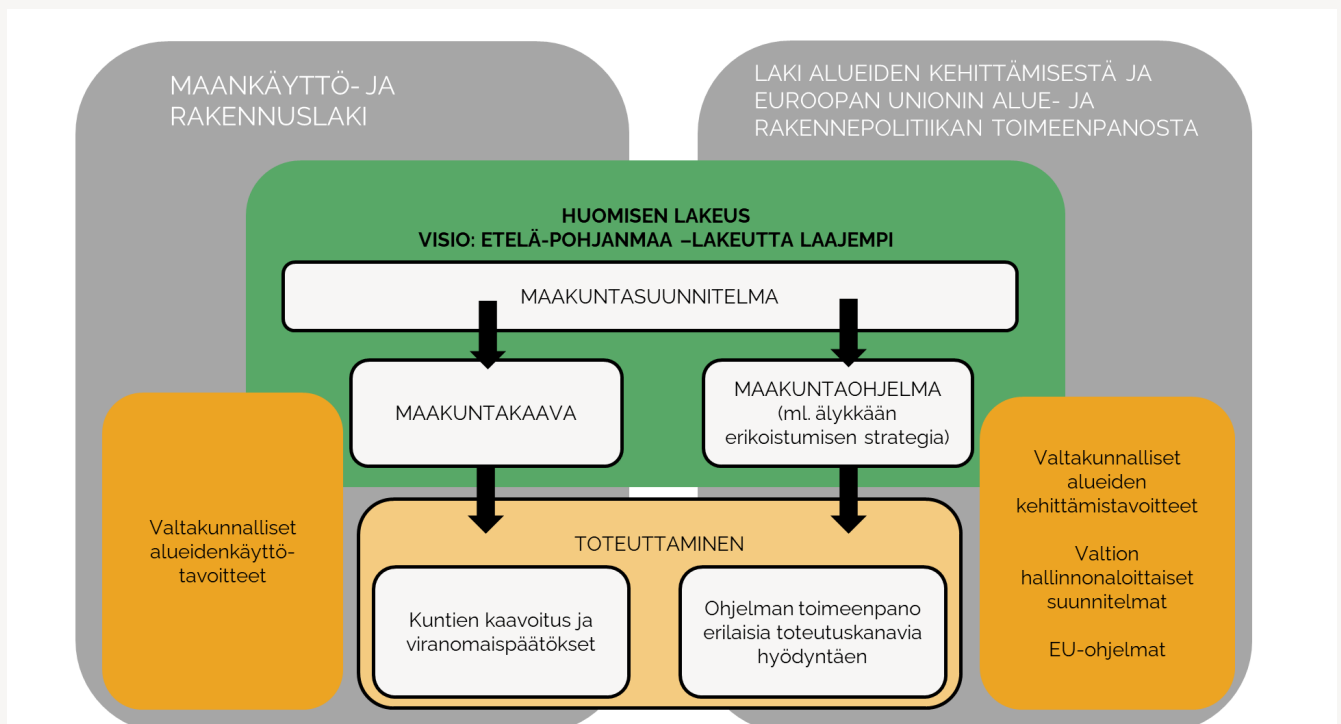 MAANKÄYTTÖ- JA
RAKENNUSLAKI
LAKI ALUEIDEN KEHITTÄMISESTÄ JA
EUROOPAN UNIONIN ALUE- JA
RAKENNEPOLITIIKAN TOIMEENPANOSTA
HUOMISEN LAKEUS
VISIO: ETELÄ-POHJANMAA –LAKEUTTA LAAJEMPI
MAAKUNTASUUNNITELMA
MAAKUNTAKAAVA
MAAKUNTAOHJELMA
(ml. älykkään
erikoistumisen strategia)
Valtakunnalliset
alueidenkäyttö-
tavoitteet
Valtakunnalliset
alueiden
kehittämistavoitteet
Valtion
hallinnonaloittaiset
suunnitelmat
EU-ohjelmat
TOTEUTTAMINEN
Kuntien kaavoitus ja
viranomaispäätökset
Ohjelman toimeenpano
erilaisia toteutuskanavia
hyödyntäen